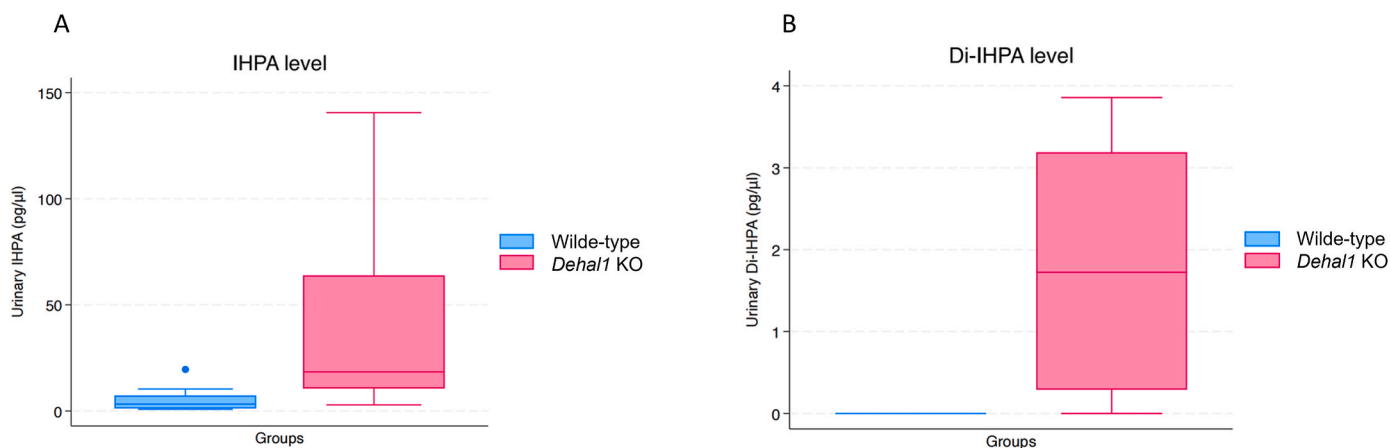 A
IHPA level
Urinary IHPA (pg/µl)
150
100
50
0
Groups
Wilde-type
Dehal1 KO
B
Di-IHPA level
Urinary Di-IHPA (pg/µl)
4
3
2
1
0
Groups
Wilde-type
Dehal1 KO